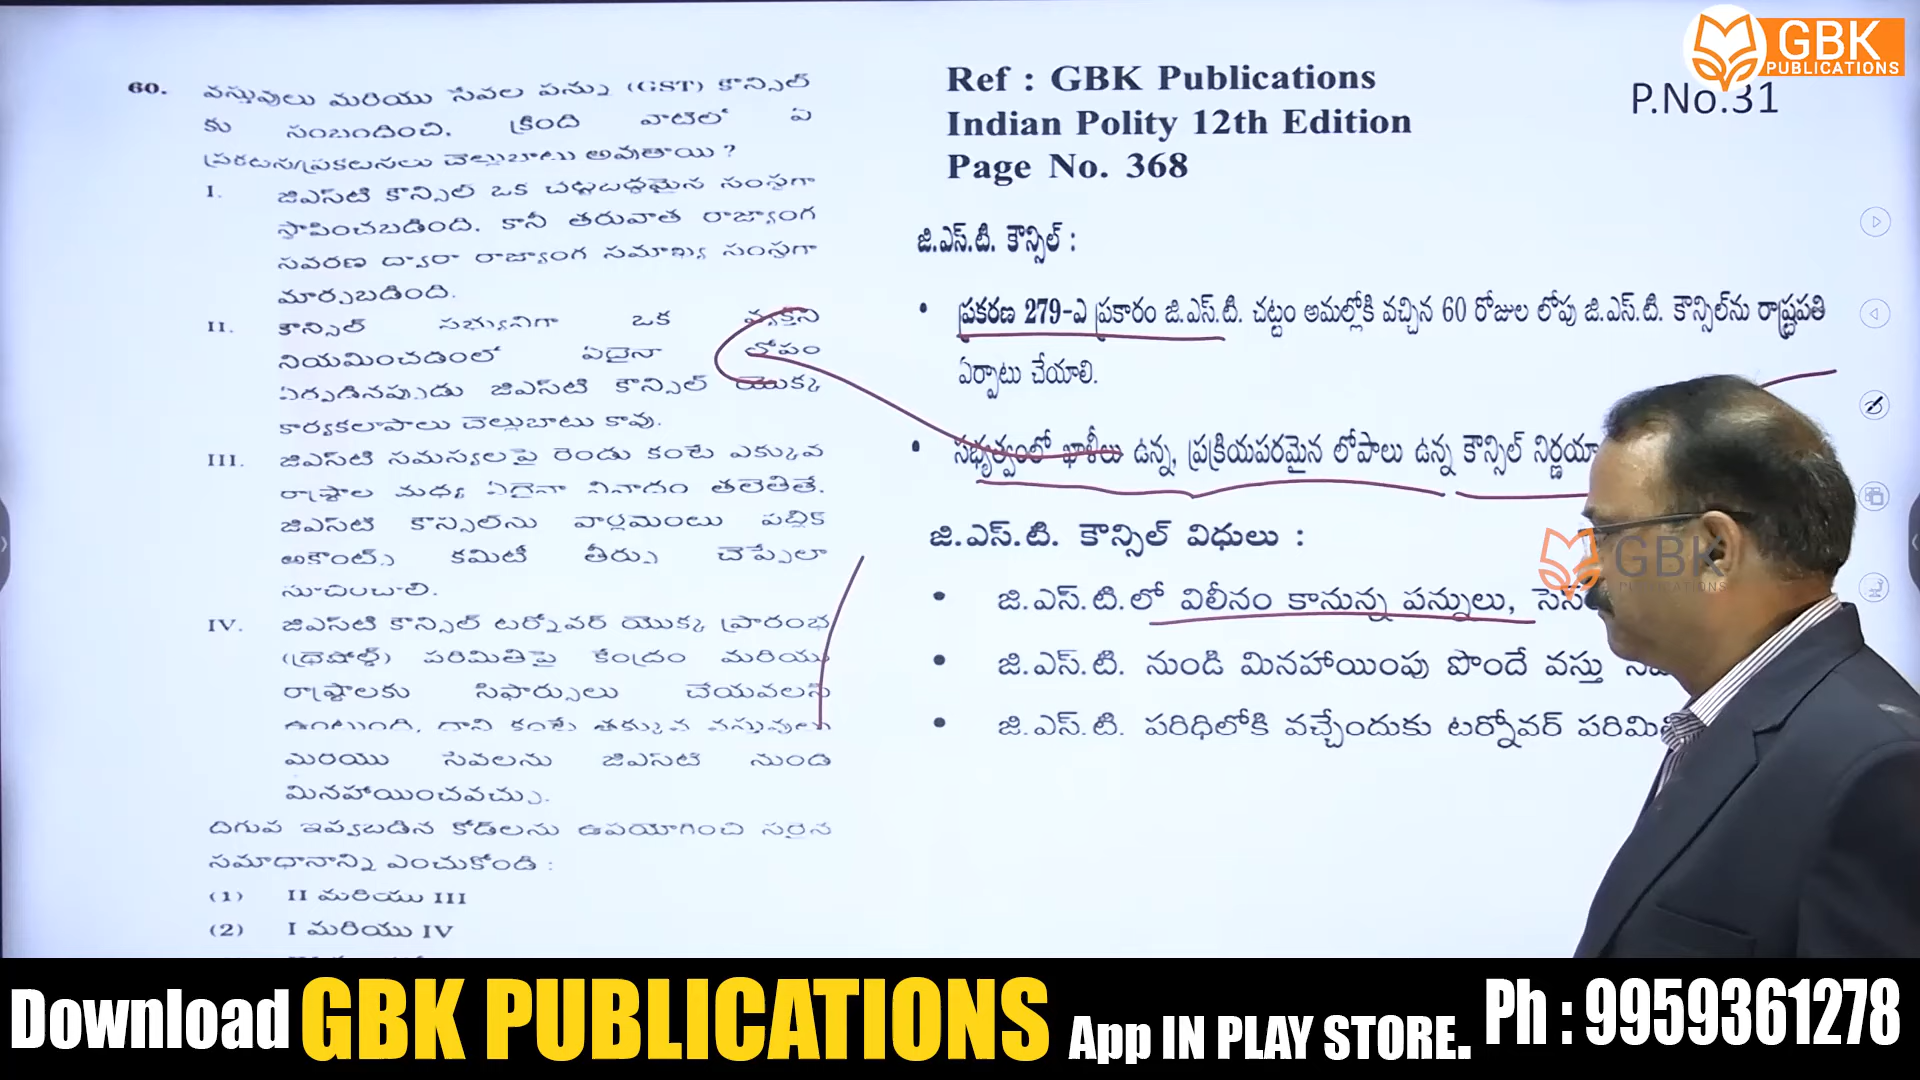 60. వస్తువులు మరియు సేవల పన్ను (GST) కౌన్సిల్
కు సంబంధించి, క్రింది వాటిలో ఏ
ప్రకటన/ప్రకటనలు చెల్లుబాటు అవుతాయి ?
I. జిఎస్‌టి కౌన్సిల్ ఒక చట్టబద్ధమైన సంస్థగా
స్థాపించబడింది, కానీ తరువాత రాజ్యాంగ
సవరణ ద్వారా రాజ్యాంగ సమాఖ్య సంస్థగా
మార్చబడింది.
II. కౌన్సిల్ సభ్యునిగా ఒక వ్యక్తిని
నియమించడంలో ఏదైనా లోపం
ఏర్పడినప్పుడు జిఎస్‌టి కౌన్సిల్ యొక్క
కార్యకలాపాలు చెల్లుబాటు కావు.
III. జిఎస్‌టి సమస్యలపై రెండు కంటే ఎక్కువ
రాష్ట్రాల మధ్య ఏదైనా వివాదం తలెత్తితే,
జిఎస్‌టి కౌన్సిల్‌ను పార్లమెంటు పబ్లిక్
అకౌంట్స్ కమిటీ తీర్పు చెప్పేలా
సూచించాలి.
IV. జిఎస్‌టి కౌన్సిల్ టర్నోవర్ యొక్క ప్రారంభ
(థ్రెషోల్డ్) పరిమితిపై కేంద్రం మరియు
రాష్ట్రాలకు సిఫార్సులు చేయవలసి
ఉంటుంది, దాని కంటే తక్కువ వస్తువులు
మరియు సేవలను జిఎస్‌టి నుండి
మినహాయించవచ్చు.
దిగువ ఇవ్వబడిన కోడ్‌లను ఉపయోగించి సరైన
సమాధానాన్ని ఎంచుకోండి :
(1) II మరియు III
(2) I మరియు IV
Ref : GBK Publications
Indian Polity 12th Edition
Page No. 368
P.No.31
GBK
PUBLICATIONS
జి.ఎస్.టి. కౌన్సిల్ :
• ప్రకరణ 279-ఎ ప్రకారం జి.ఎస్.టి. చట్టం అమల్లోకి వచ్చిన 60 రోజుల లోపు జి.ఎస్.టి. కౌన్సిల్‌ను రాష్ట్రపతి
ఏర్పాటు చేయాలి.
• సభ్యత్వంలో ఖాళీలు ఉన్న, ప్రక్రియపరమైన లోపాలు ఉన్న కౌన్సిల్
జి.ఎస్.టి. కౌన్సిల్ విధులు :
• జి.ఎస్.టి.లో విలీనం కానున్న పన్నులు,
• జి.ఎస్.టి. నుండి మినహాయింపు పొందే వస్తు
• జి.ఎస్.టి. పరిధిలోకి వచ్చేందుకు టర్నోవర్
GBK
PUBLICATIONS
Download GBK PUBLICATIONS App IN PLAY STORE. Ph : 9959361278